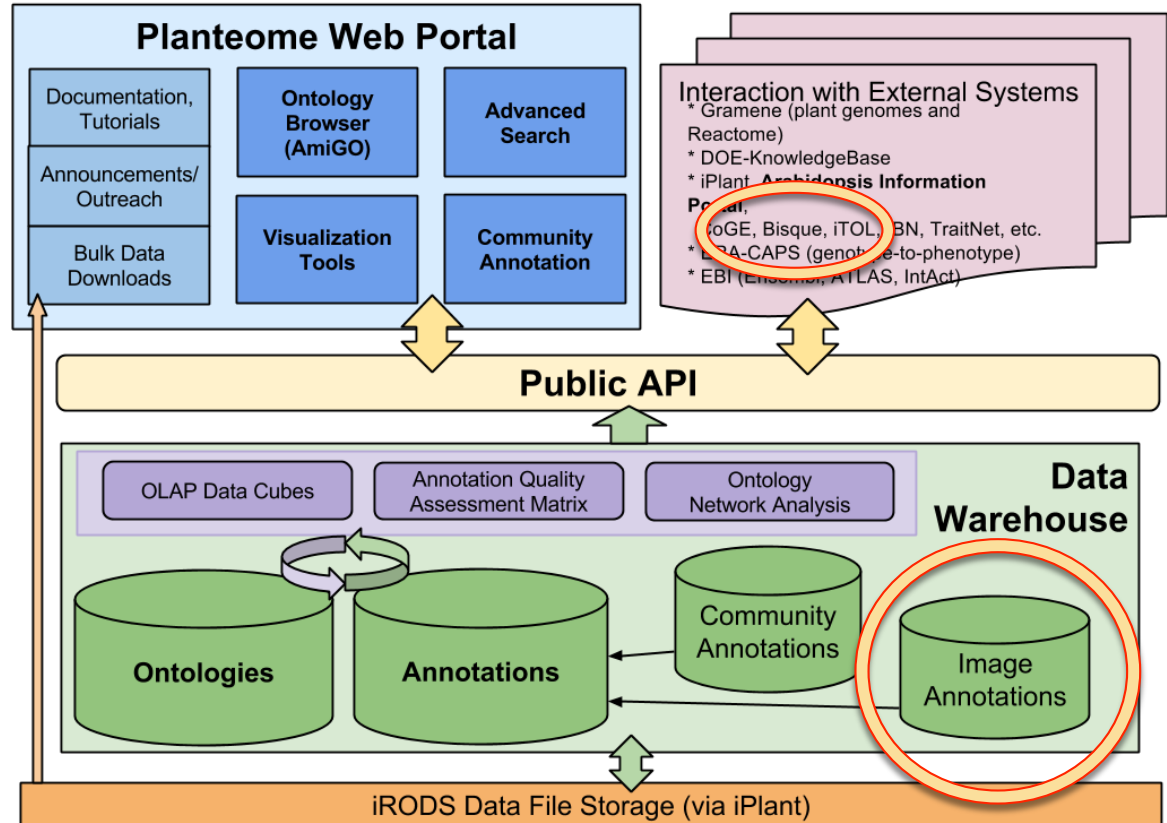 Planteome Web Portal
Documentation,
Tutorials
Announcements/
Outreach
Bulk Data
Downloads
Ontology
Browser
(AmiGO)
Advanced
Search
Visualization
Tools
Community
Annotation
Interaction with External Systems
* Gramene (plant genomes and
Reactome)
* DOE-KnowledgeBase
* iPlant, Arabidopsis Information
CoGE, Bisque, iTOL, TraitNet, etc.
(genotype-to-phenotype)
* EBI (Ensembl, ATLAS, IntAct)
Public API
OLAP Data Cubes
Annotation Quality
Assessment Matrix
Ontology
Network Analysis
Data
Warehouse
Ontologies
Annotations
Community
Annotations
Image
Annotations
iRODS Data File Storage (via iPlant)